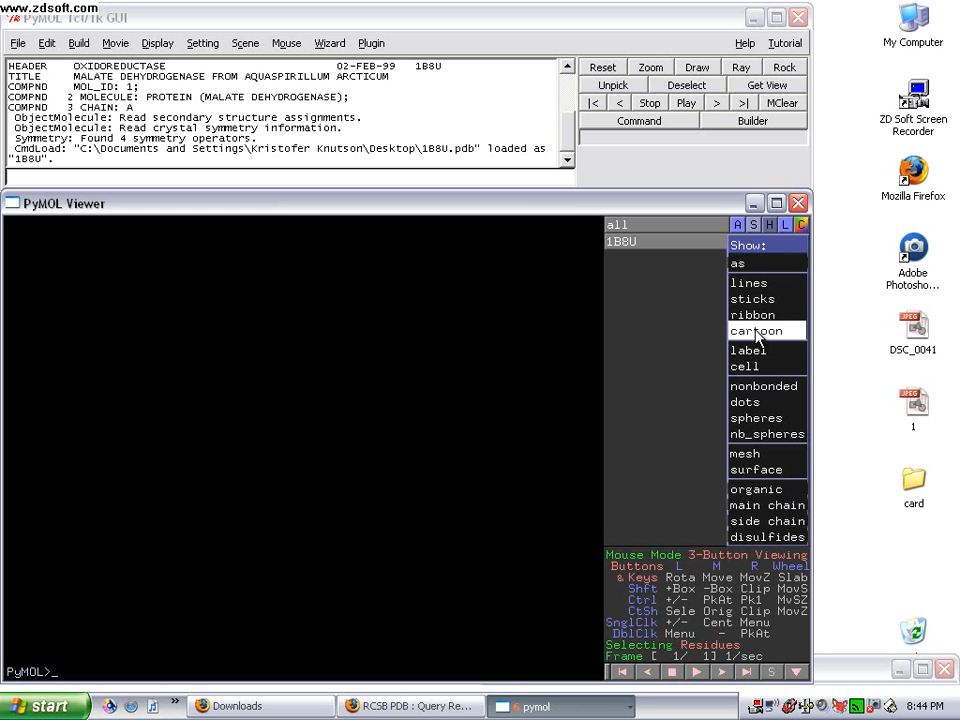 www.zdsoft.com
PyMOL Tcl/Tk GUI
File Edit Build Movie Display Setting Scene Mouse Wizard Plugin Help Tutorial
HEADER OXIDOREDUCTASE 02-FEB-99 1B8U
TITLE MALATE DEHYDROGENASE FROM AQUASPIRILLUM ARCTICUM
COMPND MOL_ID: 1;
COMPND 2 MOLECULE: PROTEIN (MALATE DEHYDROGENASE);
COMPND 3 CHAIN: A
ObjectMolecule: Read secondary structure assignments.
ObjectMolecule: Read crystal symmetry information.
Symmetry: Found 4 symmetry operators.
CmdLoad: "C:\Documents and Settings\Kristofer Knutson\Desktop\1B8U.pdb" loaded as
"1B8U".
Reset Zoom Draw Ray Rock
Unpick Deselect Get View
|< < Stop Play > >| MClear
Command Builder
PyMOL Viewer
all A S H L C
1B8U
Show:
as
lines
sticks
ribbon
cartoon
label
cell
nonbonded
dots
spheres
nb_spheres
mesh
surface
organic
main chain
side chain
disulfides
Mouse Mode 3-Button Viewing
Buttons L M R Wheel
& Keys Rota Move MovZ Slab
Shft +Box -Box Clip MovS
Ctrl +/- PkAt Pk1 MvSZ
CtSh Sele Orig Clip MovZ
SnglClk +/- Cent Menu
DblClk Menu - PkAt
Selecting Residues
Frame [ 1/ 1] 1/sec
S
PyMOL>_
My Computer
ZD Soft Screen
Recorder
Mozilla Firefox
Adobe
Photosho...
JPEG
DSC_0041
JPEG
1
card
start
»
Downloads
RCSB PDB : Query Re...
6 pymol
8:44 PM